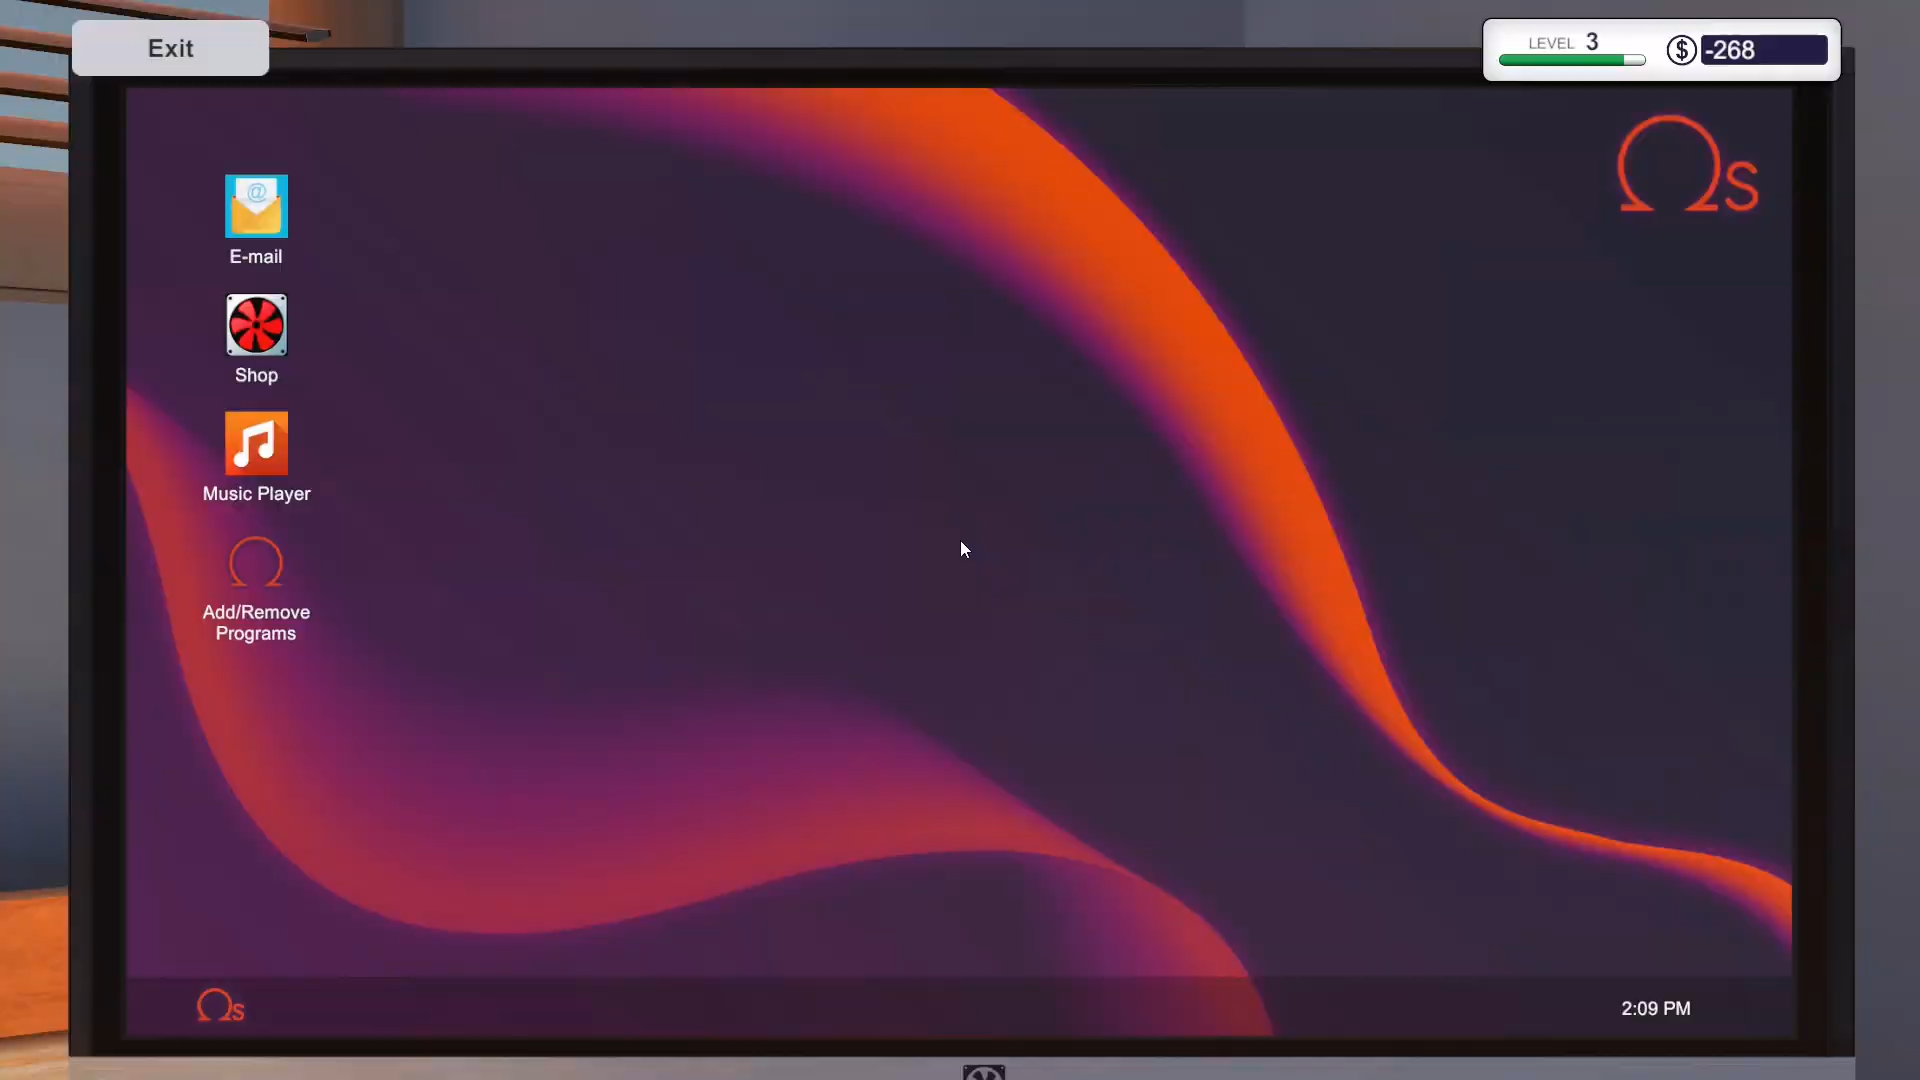 Exit
LEVEL 3
$ -268
Ωs
E-mail
Shop
Music Player
Add/Remove
Programs
Ωs
2:09 PM